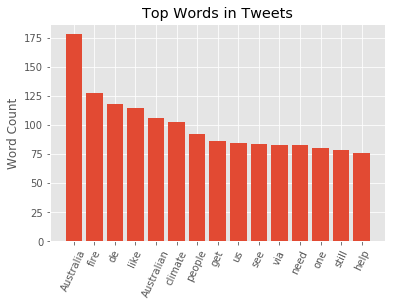 Top Words in Tweets
Word Count
175
150
125
100
75
50
25
0
Australia
fire
de
like
Australian
climate
people
get
us
see
via
need
one
still
help